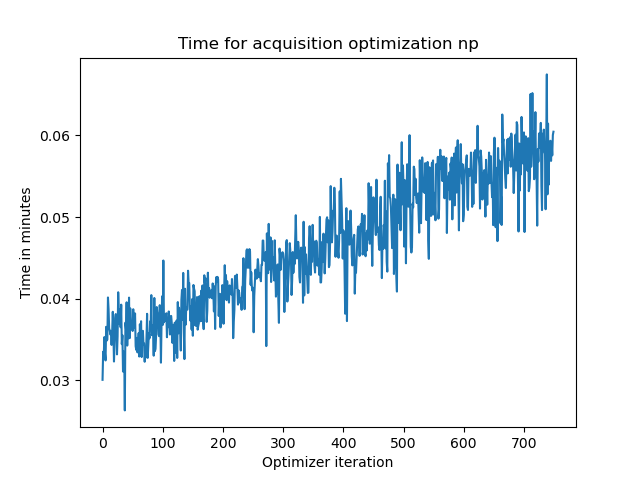 Time for acquisition optimization np
Time in minutes
0.06
0.05
0.04
0.03
0 100 200 300 400 500 600 700
Optimizer iteration